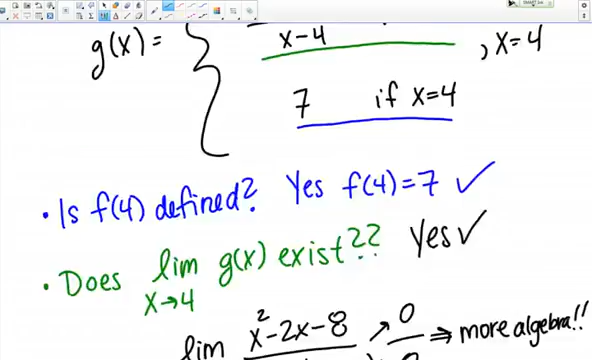 g(x) = { x-4 , x=4
7 if x=4
• Is f(4) defined? Yes f(4)=7 ✓
• Does lim g(x) exist?? Yes ✓
x→4
lim x²-2x-8 → 0 ⇒ more algebra!!